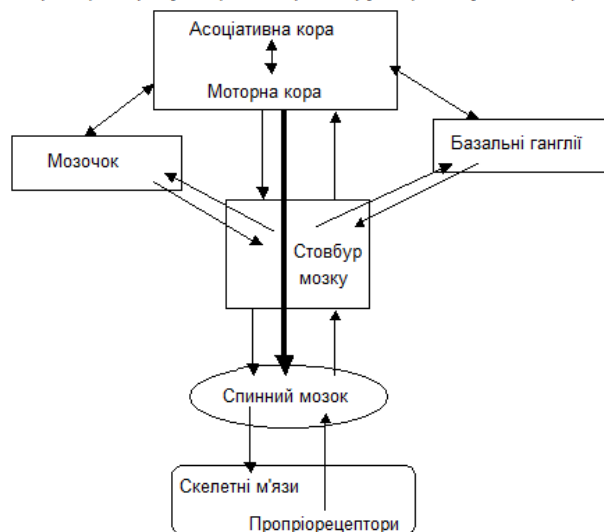 Асоціативна кора
Моторна кора
Мозочок
Базальні ганглії
Стовбур
мозку
Спинний мозок
Скелетні м'язи
Пропріорецептори